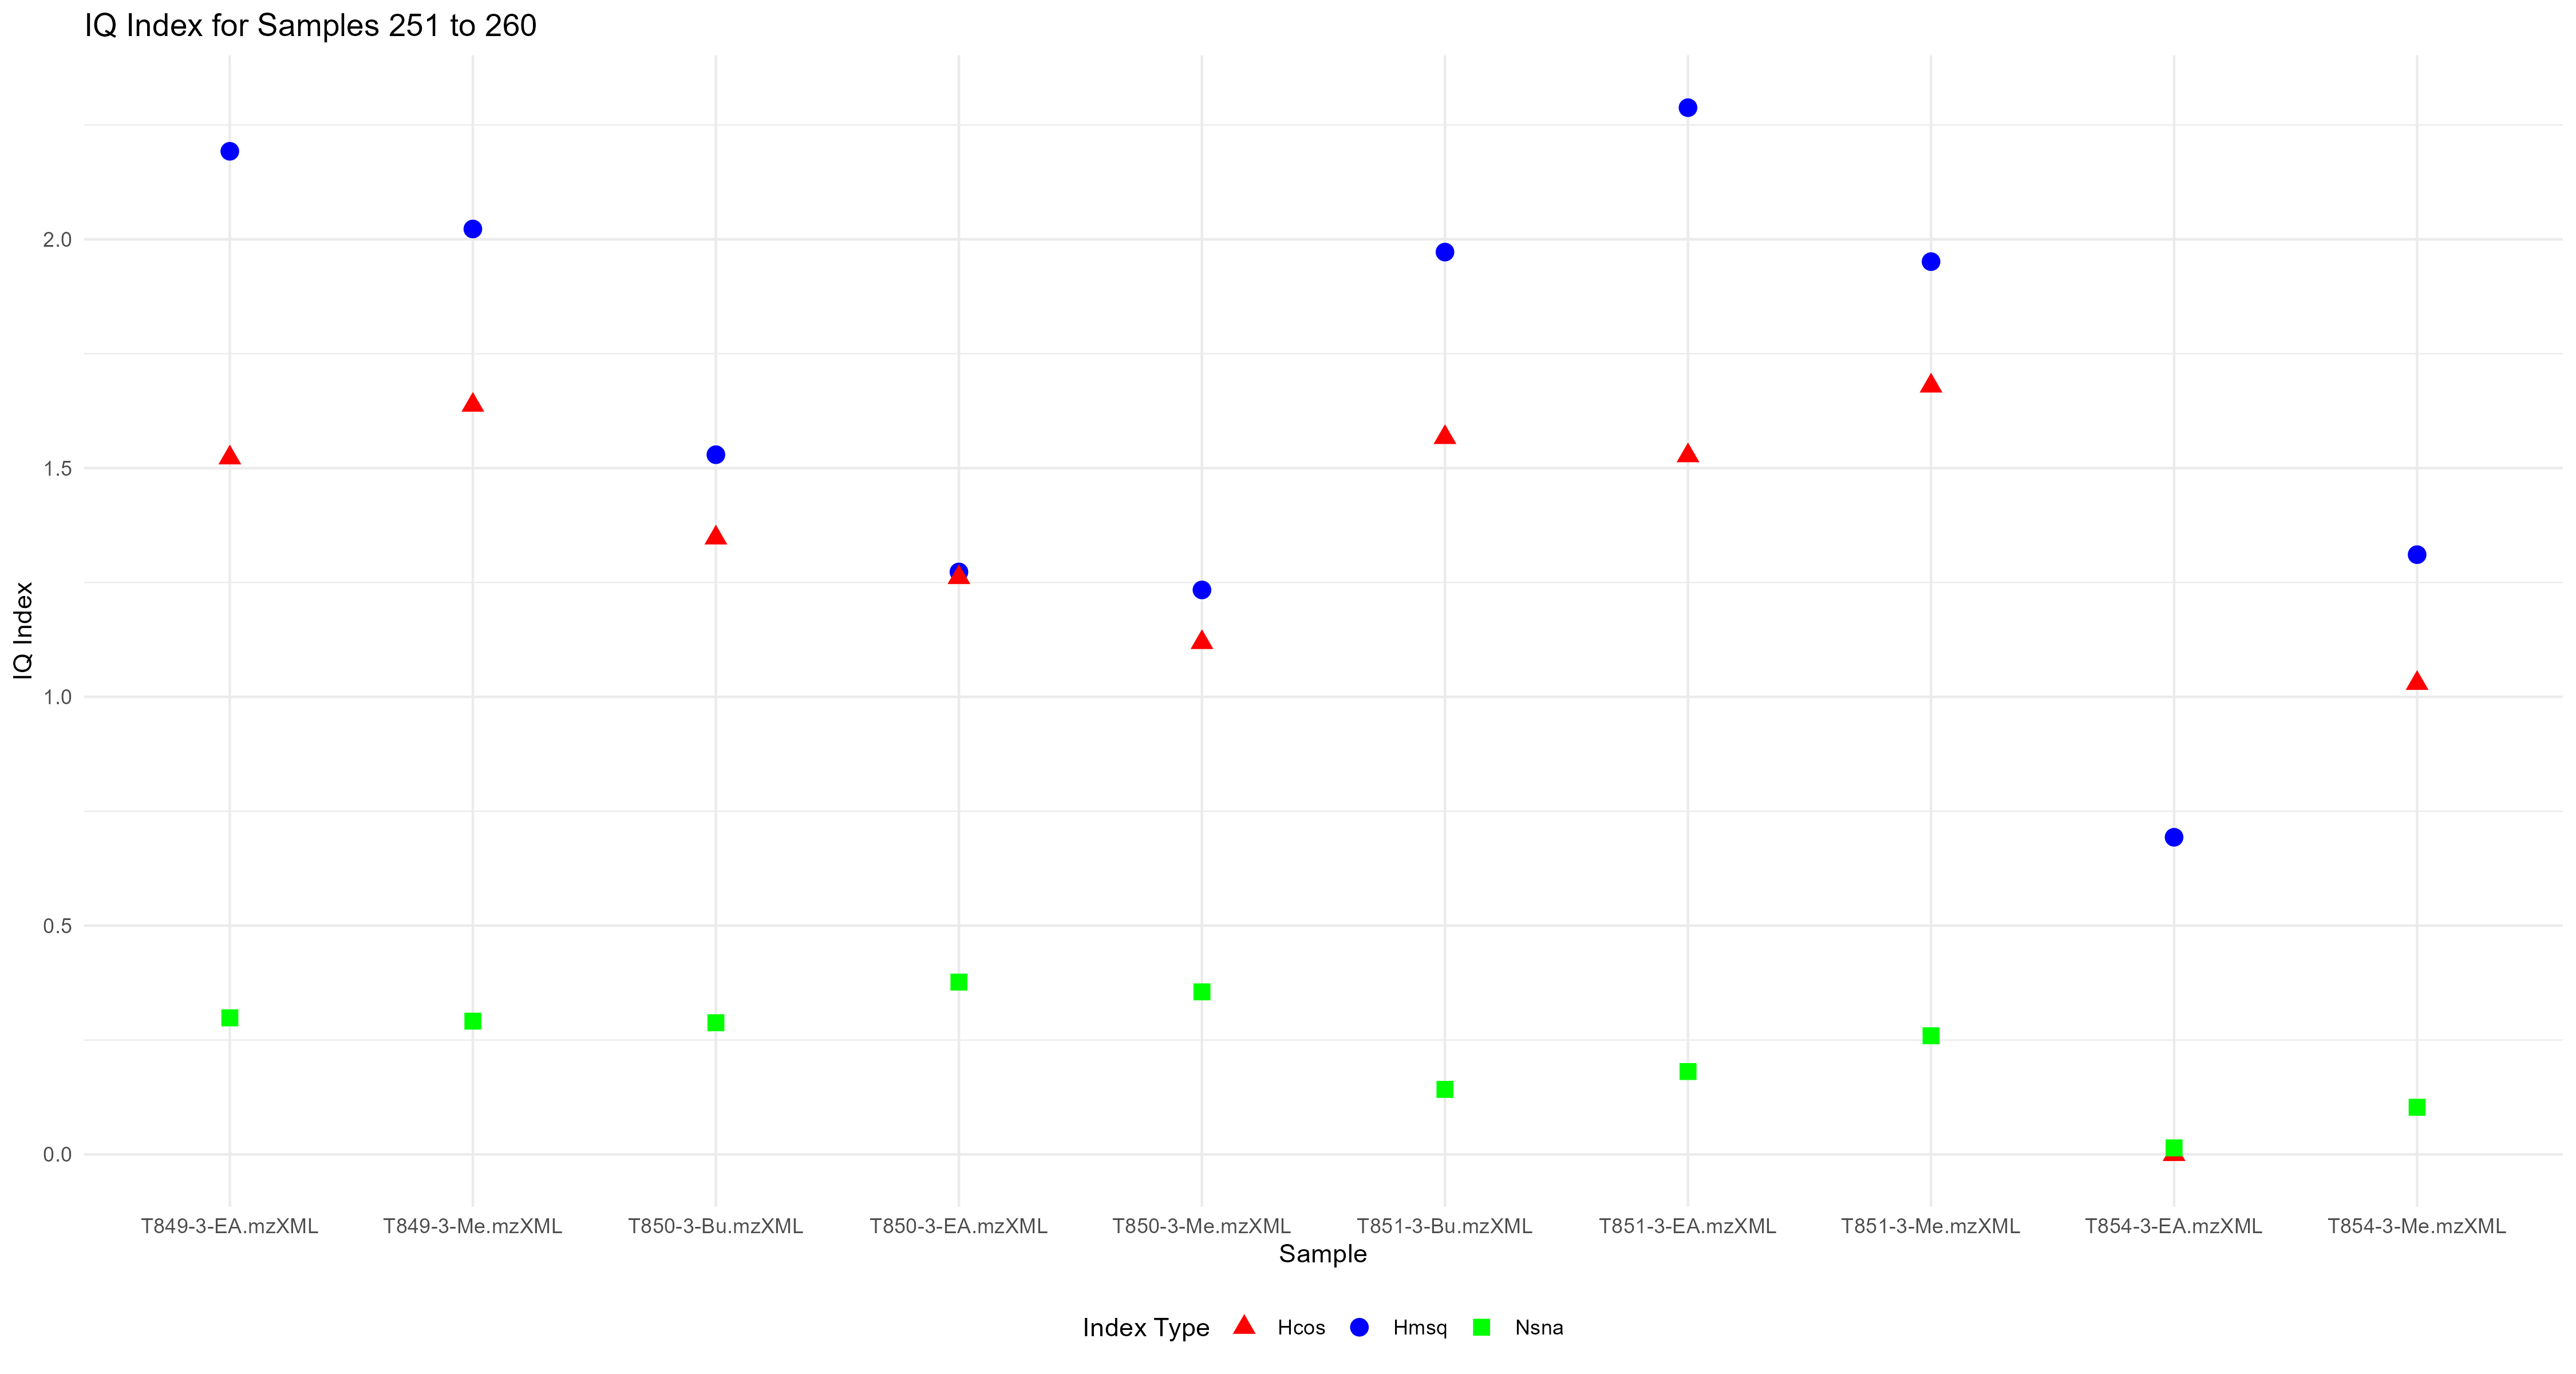 IQ Index for Samples 251 to 260
IQ Index
2.0
1.5
1.0
0.5
0.0
T849-3-EA.mzXML T849-3-Me.mzXML T850-3-Bu.mzXML T850-3-EA.mzXML T850-3-Me.mzXML T851-3-Bu.mzXML T851-3-EA.mzXML T851-3-Me.mzXML T854-3-EA.mzXML T854-3-Me.mzXML
Sample
Index Type Hcos Hmsq Nsna